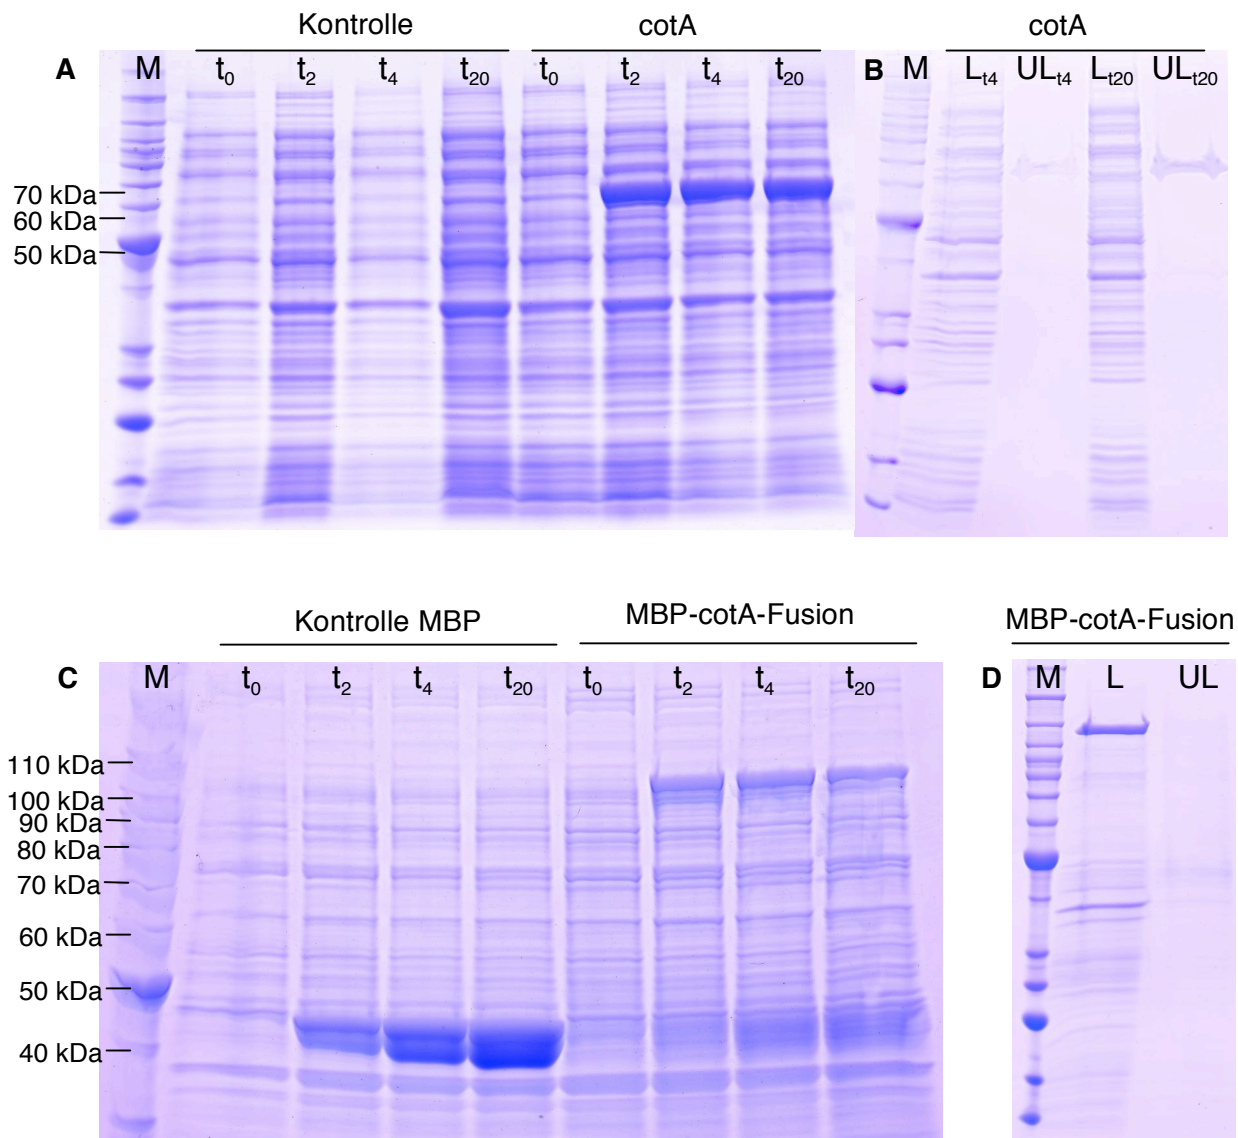 Kontrolle cotA
A M t0 t2 t4 t20 t0 t2 t4 t20
70 kDa
60 kDa
50 kDa
cotA
B M Lt4 ULt4 Lt20 ULt20
Kontrolle MBP MBP-cotA-Fusion
C M t0 t2 t4 t20 t0 t2 t4 t20
110 kDa
100 kDa
90 kDa
80 kDa
70 kDa
60 kDa
50 kDa
40 kDa
MBP-cotA-Fusion
D M L UL